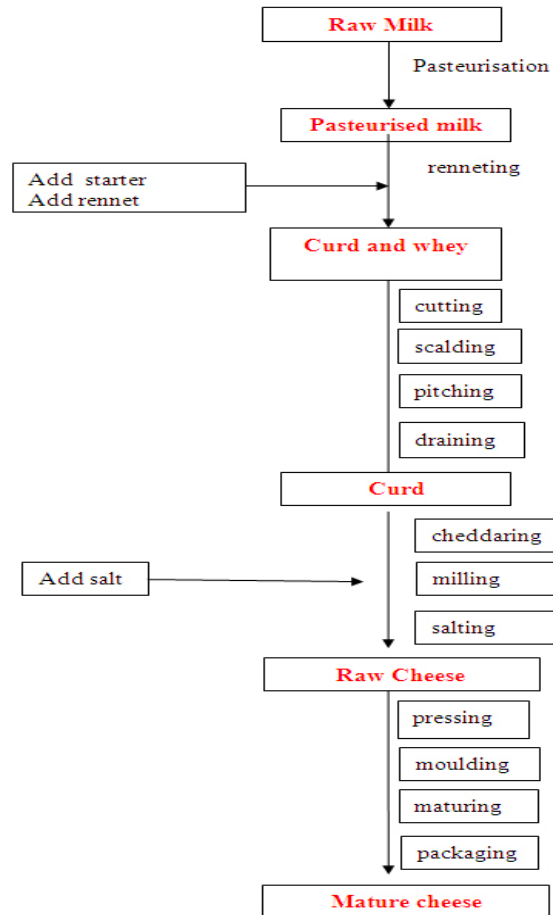 Raw Milk
Pasteurisation
Pasteurised milk
renneting
Add starter
Add rennet
Curd and whey
cutting
scalding
pitching
draining
Curd
cheddaring
Add salt
milling
salting
Raw Cheese
pressing
moulding
maturing
packaging
Mature cheese